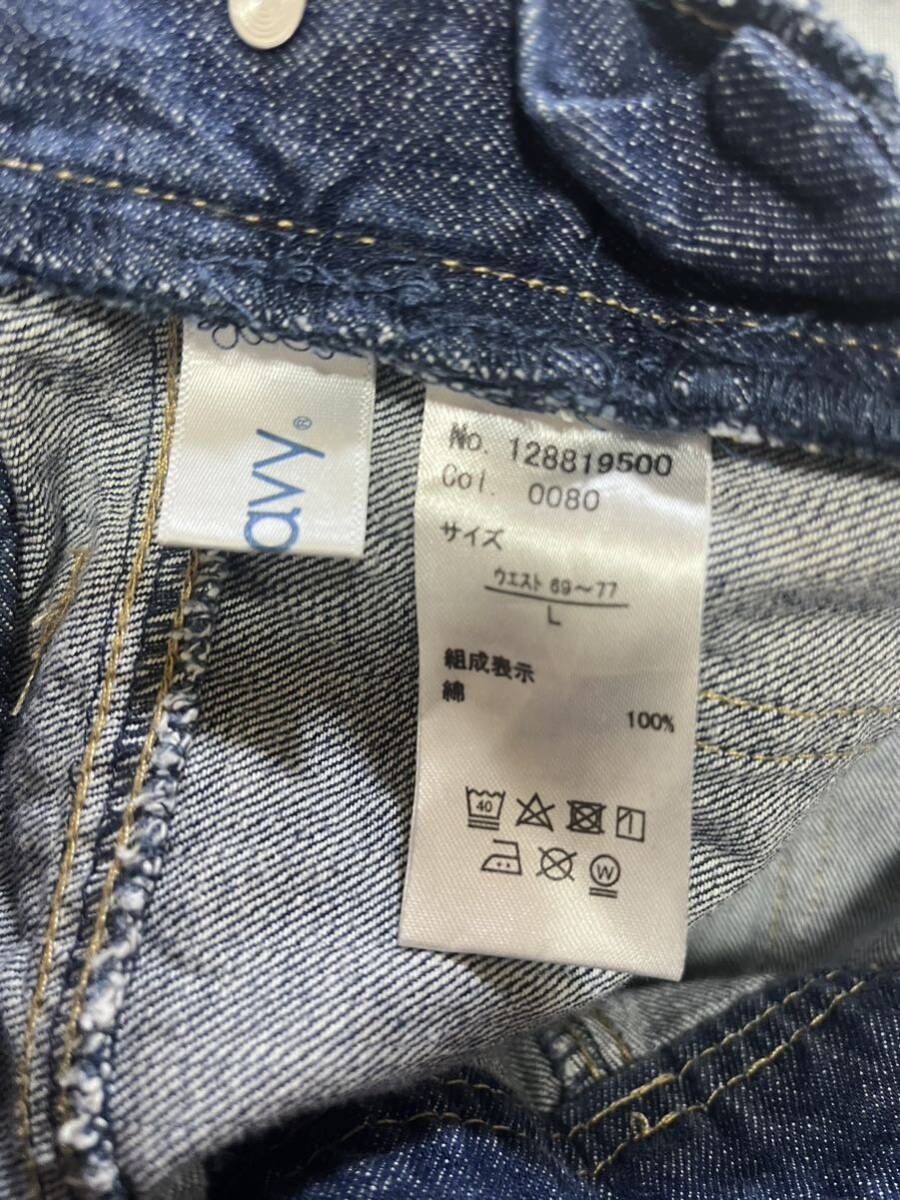 avy.®
No. 128819500
Col. 0080
サイズ
ウエスト 69～77
L
組成表示
綿
100%
40
W